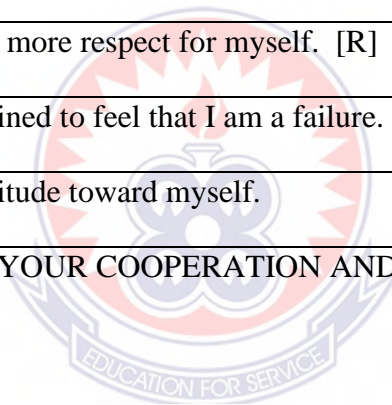 more respect for myself. [R]
ined to feel that I am a failure.
itude toward myself.
YOUR COOPERATION AND
EDUCATION FOR SERVICE